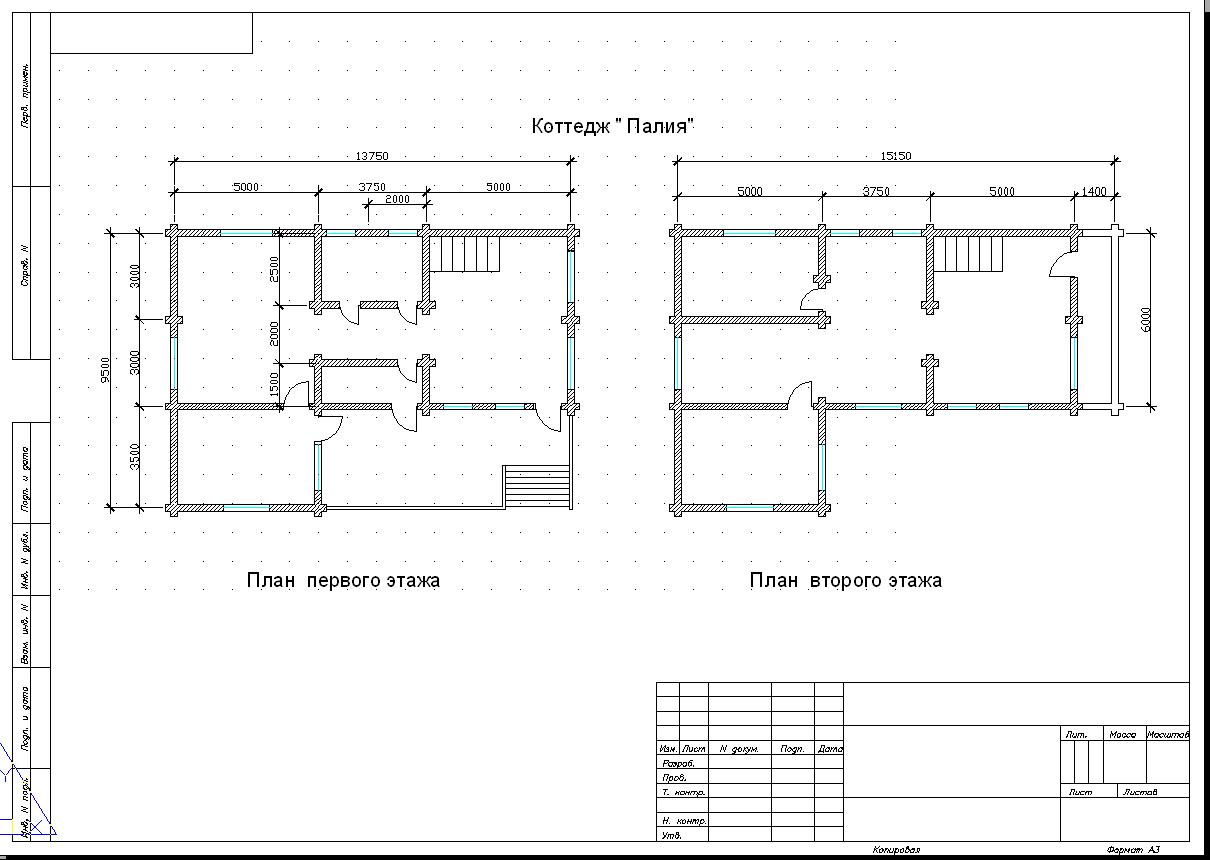 Коттедж " Палия"
13750
5000 3750 5000
2000
15150
5000 3750 5000 1400
3000
3000
3500
9500
2500
2000
1500
6000
План первого этажа
План второго этажа
Перв. примен.
Справ. N
Подп. и дата
Инв. N дубл.
Взам. инв. N
Подп. и дата
Инв. N подл.
Изм. Лист N докум. Подп. Дата
Разраб.
Пров.
Т. контр.
Н. контр.
Утв.
Лит. Масса Масштаб
Лист Листов
Копировал
Формат А3